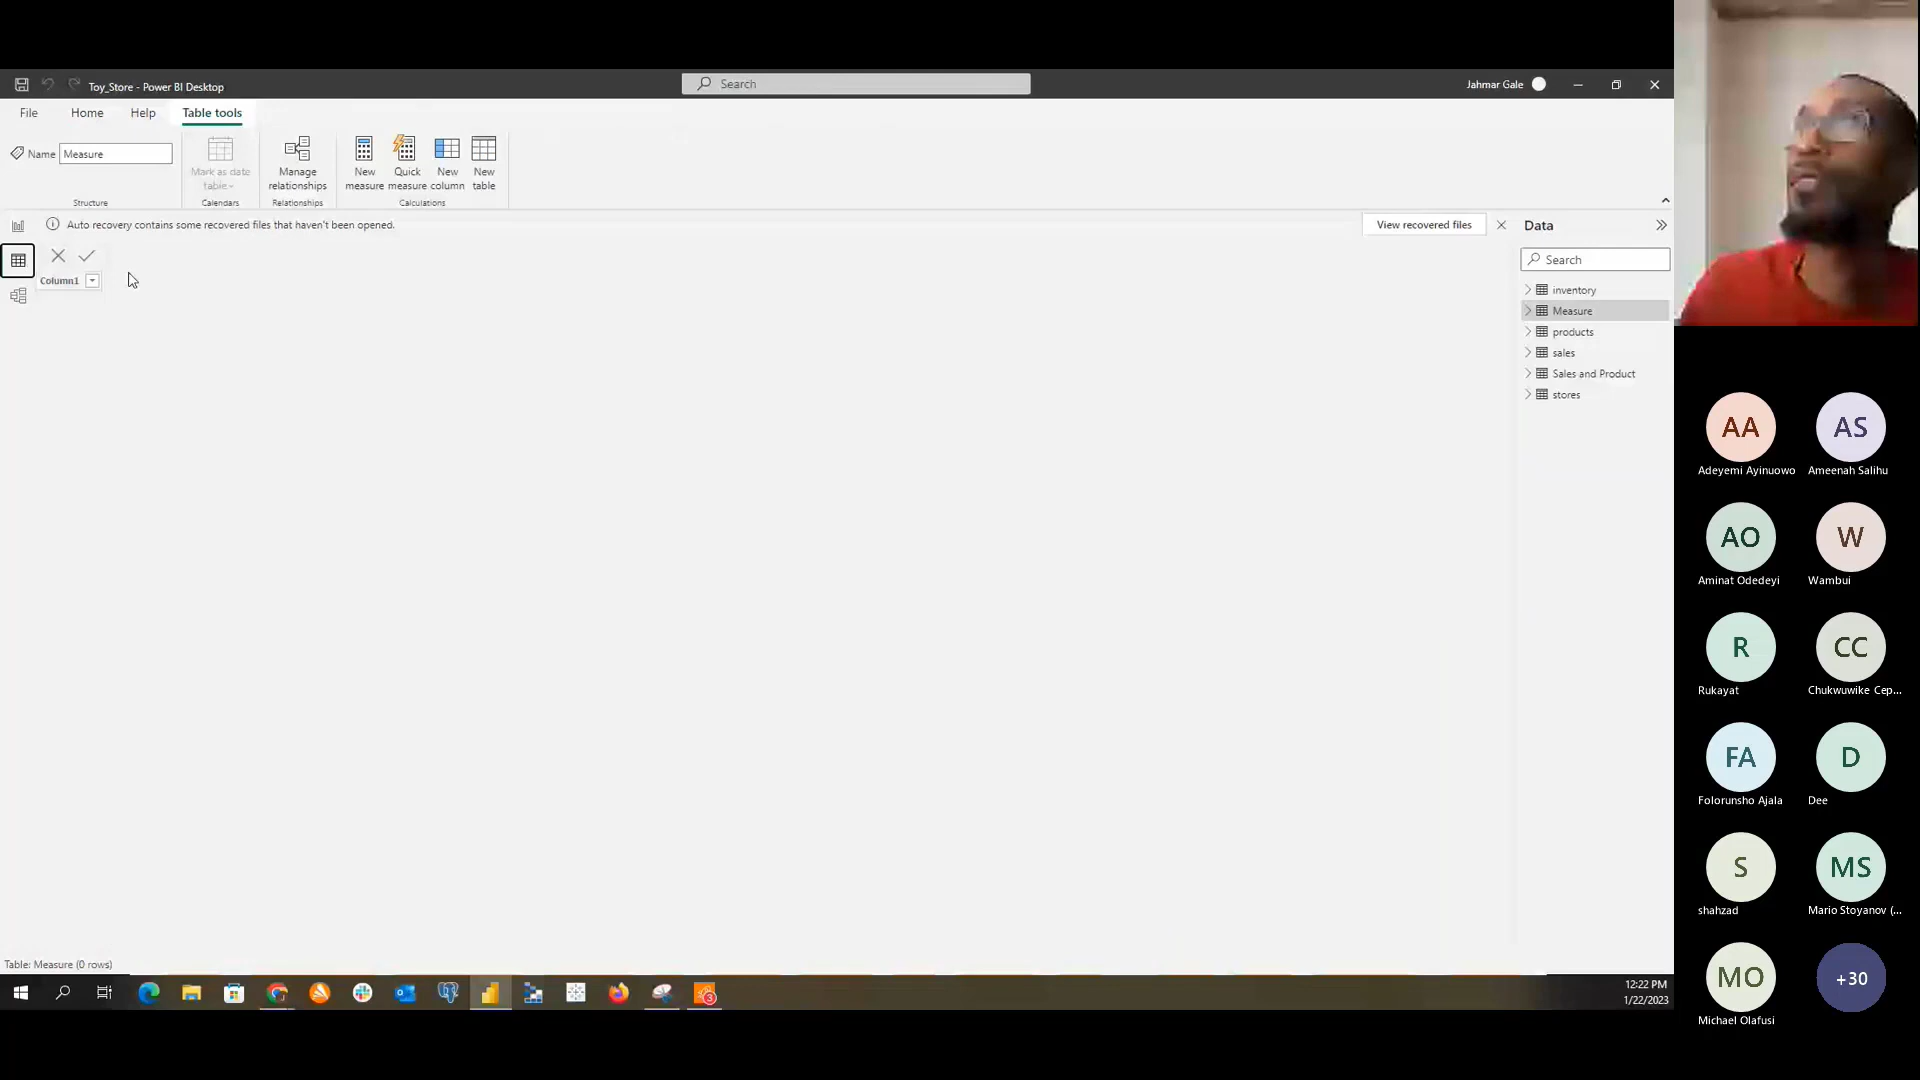 Toy_Store - Power BI Desktop
Search
Jahmar Gale
File Home Help Table tools
Name Measure
Mark as date table
Manage relationships
New measure
Quick measure
New column
New table
Structure
Calendars
Relationships
Calculations
Auto recovery contains some recovered files that haven't been opened.
View recovered files
Column1
Data
Search
inventory
Measure
products
sales
Sales and Product
stores
Table: Measure (0 rows)
3
12:22 PM
1/22/2023
AA
Adeyemi Ayinuowo
AS
Ameenah Salihu
AO
Aminat Odedeyi
W
Wambui
R
Rukayat
CC
Chukwuwike Cep...
FA
Folorunsho Ajala
D
Dee
S
shahzad
MS
Mario Stoyanov (...
MO
Michael Olafusi
+30